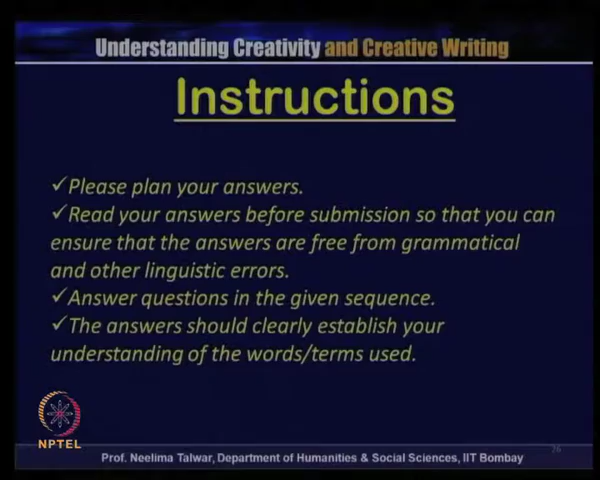 Understanding Creativity and Creative Writing
Instructions
✓Please plan your answers.
✓Read your answers before submission so that you can
ensure that the answers are free from grammatical
and other linguistic errors.
✓Answer questions in the given sequence.
✓The answers should clearly establish your
understanding of the words/terms used.
NPTEL
26
Prof. Neelima Talwar, Department of Humanities & Social Sciences, IIT Bombay